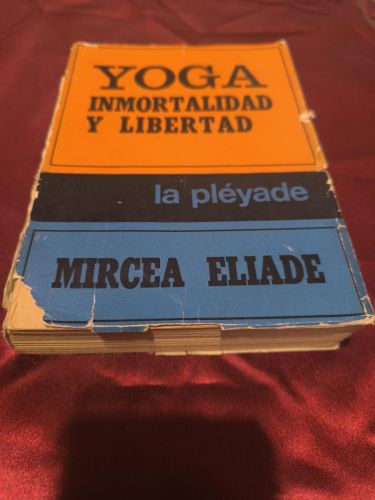 YOGA
INMORTALIDAD
Y LIBERTAD
la pléyade
MIRCEA ELIADE